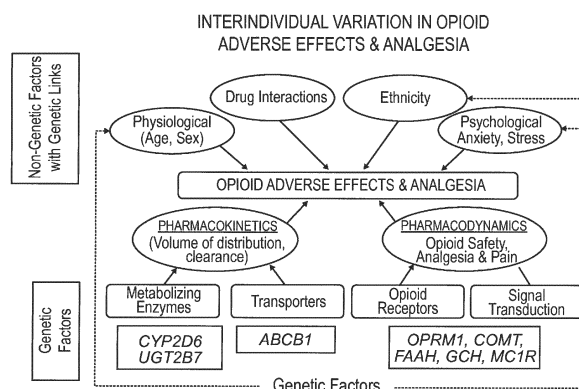 INTERINDIVIDUAL VARIATION IN OPIOID
ADVERSE EFFECTS & ANALGESIA
Non-Genetic Factors
with Genetic Links
Drug Interactions
Ethnicity
Physiological
(Age, Sex)
Psychological
Anxiety, Stress
OPIOID ADVERSE EFFECTS & ANALGESIA
PHARMACOKINETICS
(Volume of distribution,
clearance)
PHARMACODYNAMICS
Opioid Safety,
Analgesia & Pain
Genetic
Factors
Metabolizing
Enzymes
Transporters
Opioid
Receptors
Signal
Transduction
CYP2D6
UGT2B7
ABCB1
OPRM1, COMT,
FAAH, GCH, MC1R
Genetic Factors